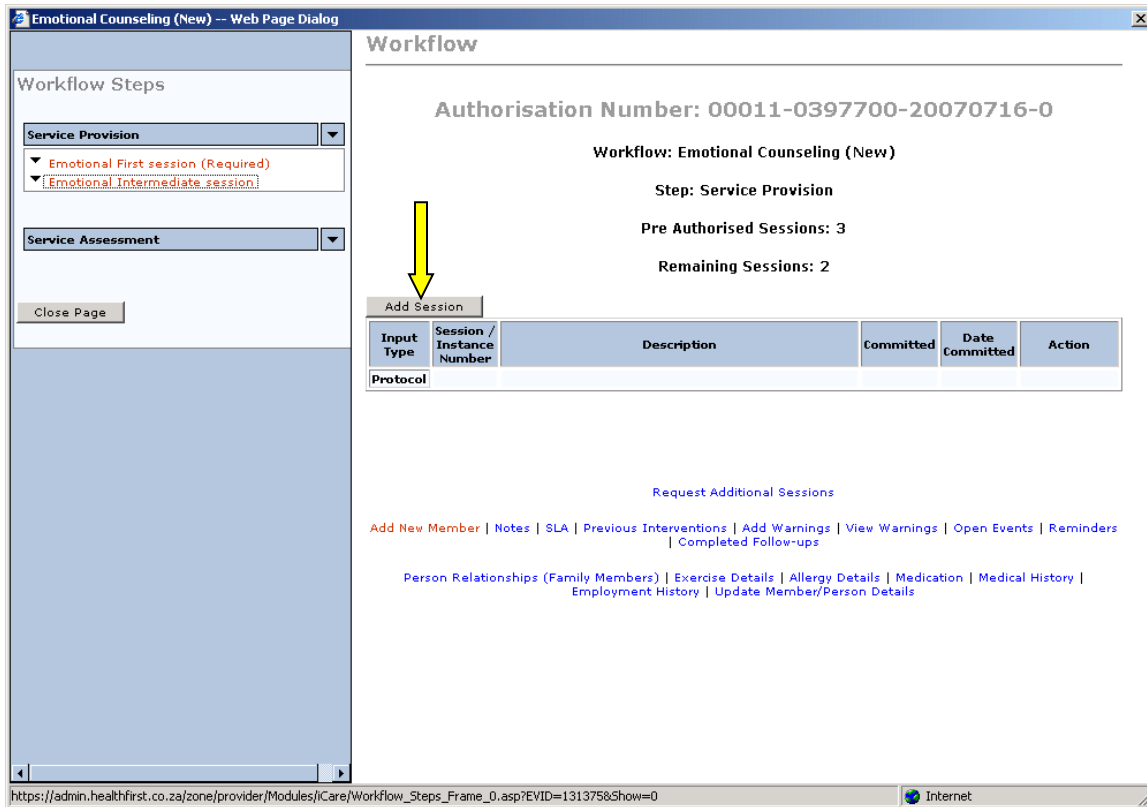 Emotional Counseling (New) -- Web Page Dialog
Workflow Steps
Service Provision
Emotional First session (Required)
Emotional Intermediate session
Service Assessment
Close Page
Workflow
Authorisation Number: 00011-0397700-20070716-0
Workflow: Emotional Counseling (New)
Step: Service Provision
Pre Authorised Sessions: 3
Remaining Sessions: 2
Add Session
Input Type
Session / Instance Number
Description
Committed
Date Committed
Action
Protocol
Request Additional Sessions
Add New Member | Notes | SLA | Previous Interventions | Add Warnings | View Warnings | Open Events | Reminders
| Completed Follow-ups
Person Relationships (Family Members) | Exercise Details | Allergy Details | Medication | Medical History |
Employment History | Update Member/Person Details
https://admin.healthfirst.co.za/zone/provider/Modules/iCare/Workflow_Steps_Frame_0.asp?EVID=131375&Show=0
Internet